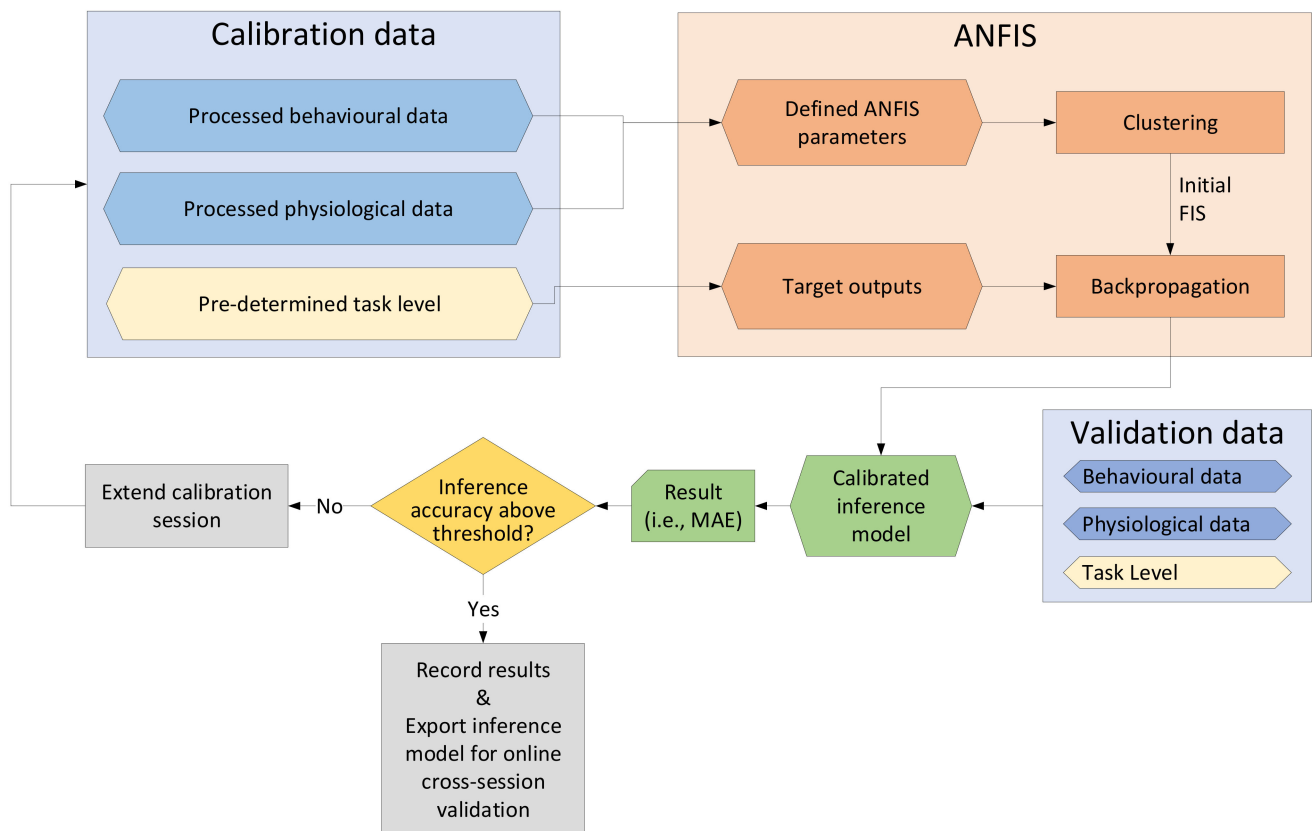 Calibration data
Processed behavioural data
Processed physiological data
Pre-determined task level
ANFIS
Defined ANFIS
parameters
Clustering
Initial
FIS
Target outputs
Backpropagation
Validation data
Behavioural data
Physiological data
Task Level
Calibrated
inference
model
Result
(i.e., MAE)
Inference
accuracy above
threshold?
No
Extend calibration
session
Yes
Record results
&
Export inference
model for online
cross-session
validation